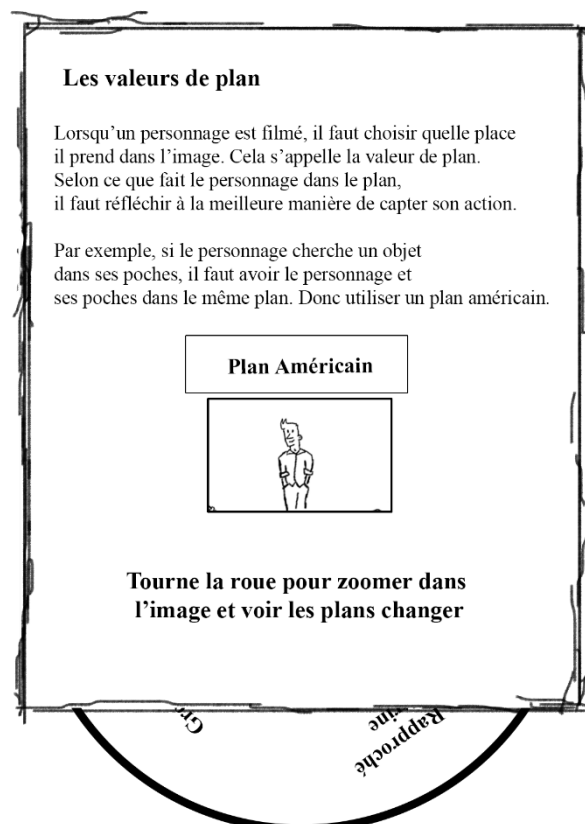 Les valeurs de plan
Lorsqu'un personnage est filmé, il faut choisir quelle place
il prend dans l'image. Cela s'appelle la valeur de plan.
Selon ce que fait le personnage dans le plan,
il faut réfléchir à la meilleure manière de capter son action.
Par exemple, si le personnage cherche un objet
dans ses poches, il faut avoir le personnage et
ses poches dans le même plan. Donc utiliser un plan américain.
Plan Américain
Tourne la roue pour zoomer dans
l'image et voir les plans changer
Rapproché